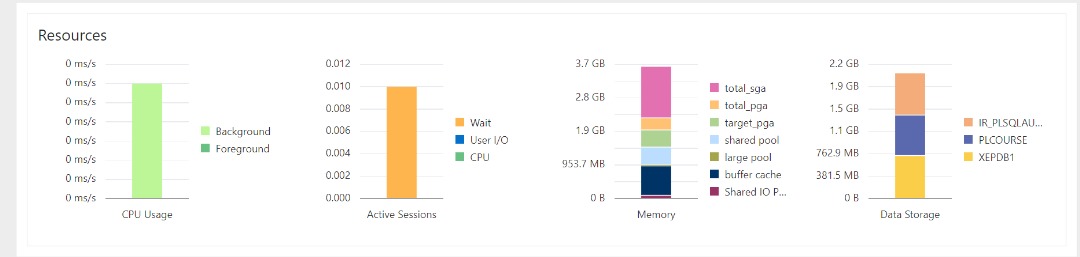 Resources
0 ms/s
0 ms/s
0 ms/s
0 ms/s
0 ms/s
0 ms/s
0 ms/s
0 ms/s
CPU Usage
Background
Foreground
0.012
0.010
0.008
0.006
0.004
0.002
0.000
Active Sessions
Wait
User I/O
CPU
3.7 GB
2.8 GB
1.9 GB
953.7 MB
0 B
Memory
total_sga
total_pga
target_pga
shared pool
large pool
buffer cache
Shared IO P...
2.2 GB
1.9 GB
1.5 GB
1.1 GB
762.9 MB
381.5 MB
0 B
Data Storage
IR_PLSQLAU...
PLCOURSE
XEPDB1